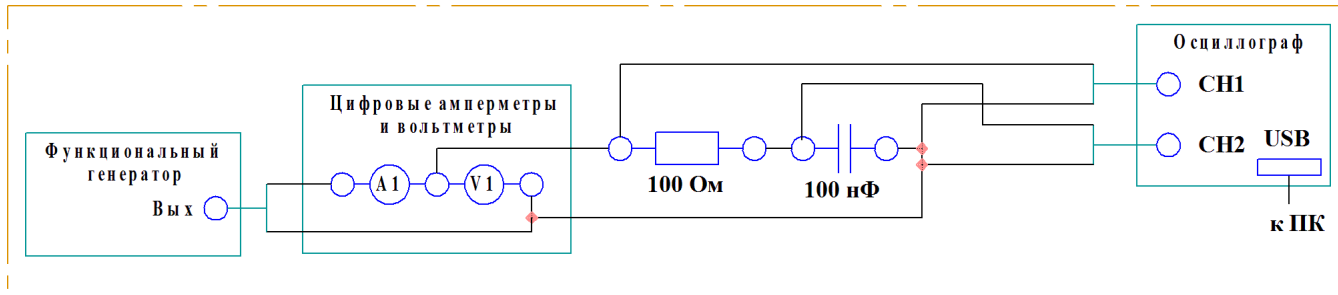 Осциллограф
Цифровые амперметры
и вольтметры
CH1
Функциональный
генератор
CH2
USB
A1
V1
100 Ом
100 нФ
Вых
к ПК